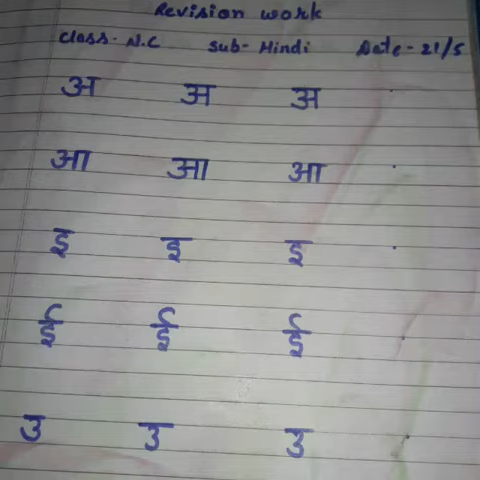 Revision work
Class- N.C Sub- Hindi Date- 21/5
अ अ अ
आ आ आ
इ इ इ
ई ई ई
उ उ उ